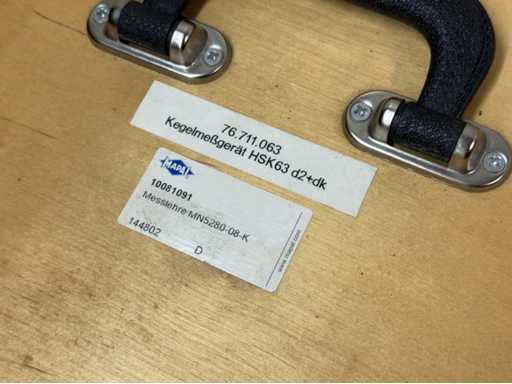 76.711.063
Kegelmeßgerät HSK63 d2+dk
MAPAL
10081091
Messlehre MN5280-08-K
144802
D
www.mapal.com